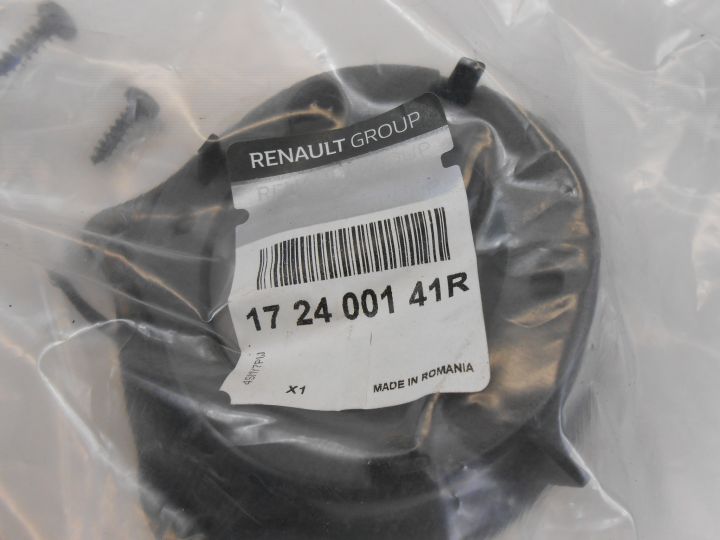 RENAULT GROUP
17 24 001 41R
X1
MADE IN ROMANIA